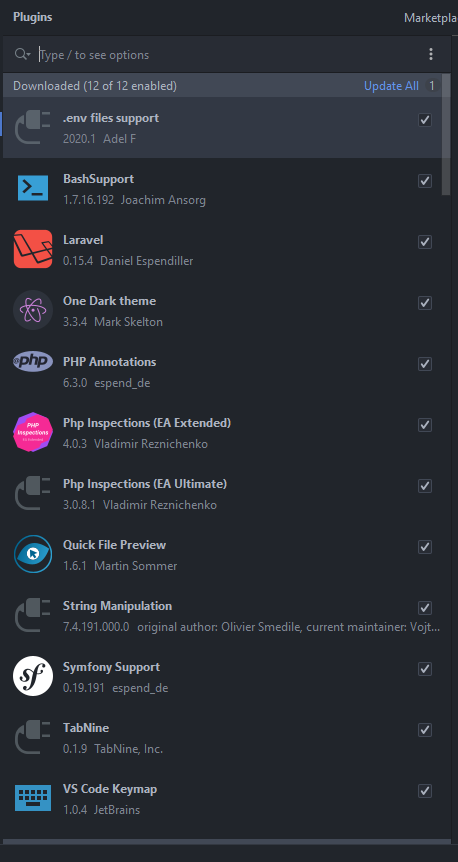 Plugins
Marketpla
Type / to see options
Downloaded (12 of 12 enabled)
Update All 1
.env files support
2020.1 Adel F
BashSupport
1.7.16.192 Joachim Ansorg
Laravel
0.15.4 Daniel Espendiller
One Dark theme
3.3.4 Mark Skelton
@php
PHP Annotations
6.3.0 espend_de
PHP
Inspections
EA Extended
Php Inspections (EA Extended)
4.0.3 Vladimir Reznichenko
Php Inspections (EA Ultimate)
3.0.8.1 Vladimir Reznichenko
Quick File Preview
1.6.1 Martin Sommer
String Manipulation
7.4.191.000.0 original author: Olivier Smedile, current maintainer: Vojt...
sf
Symfony Support
0.19.191 espend_de
TabNine
0.1.9 TabNine, Inc.
VS Code Keymap
1.0.4 JetBrains